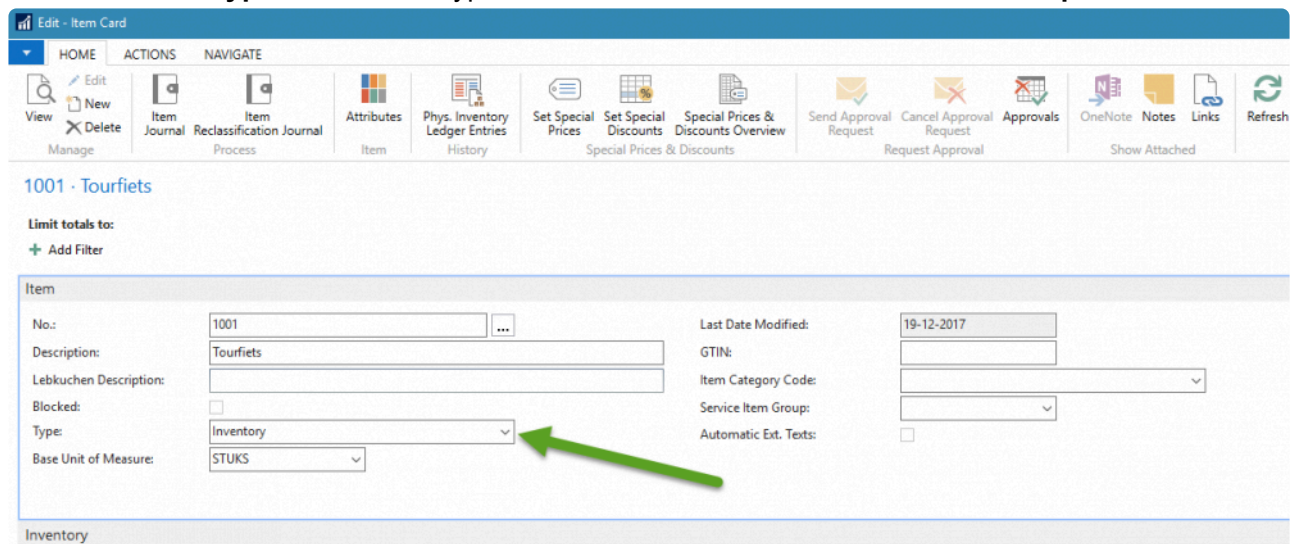 Edit - Item Card
HOME ACTIONS NAVIGATE
View
Edit
New
Delete
Item Journal
Item Reclassification Journal
Attributes
Phys. Inventory Ledger Entries
Set Special Prices
Set Special Discounts
Special Prices & Discounts Overview
Send Approval Request
Cancel Approval Request
Approvals
OneNote
Notes
Links
Refresh
Manage Process Item History Special Prices & Discounts Request Approval Show Attached
1001 · Tourfiets
Limit totals to:
Add Filter
Item
No.: 1001 ...
Description: Tourfiets
Lebkuchen Description:
Blocked:
Type: Inventory
Base Unit of Measure: STUKS
Last Date Modified: 19-12-2017
GTIN:
Item Category Code:
Service Item Group:
Automatic Ext. Texts:
Inventory